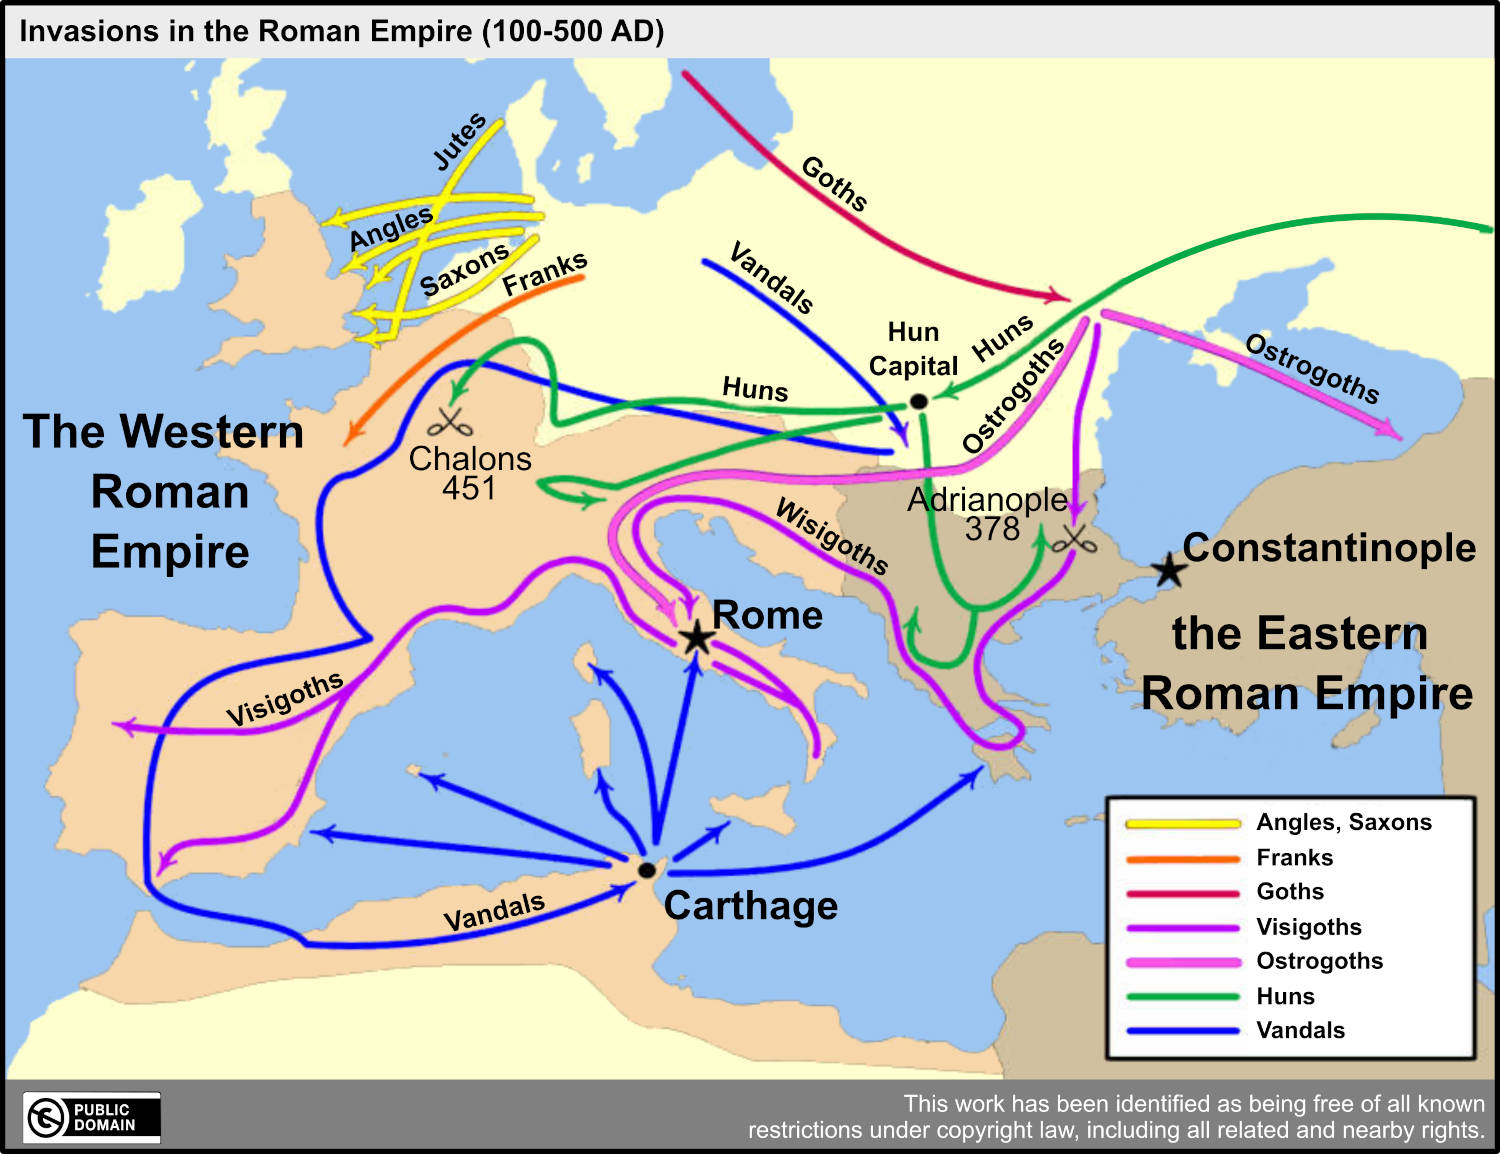 Invasions in the Roman Empire (100-500 AD)
Jutes
Angles
Saxons
Franks
Goths
Vandals
Hun
Capital
Huns
Ostrogoths
Ostrogoths
Huns
The Western
Roman
Empire
Chalons
451
Adrianople
378
Wisigoths
Constantinople
Rome
the Eastern
Roman Empire
Visigoths
Carthage
Vandals
Angles, Saxons
Franks
Goths
Visigoths
Ostrogoths
Huns
Vandals
PUBLIC
DOMAIN
This work has been identified as being free of all known
restrictions under copyright law, including all related and nearby rights.